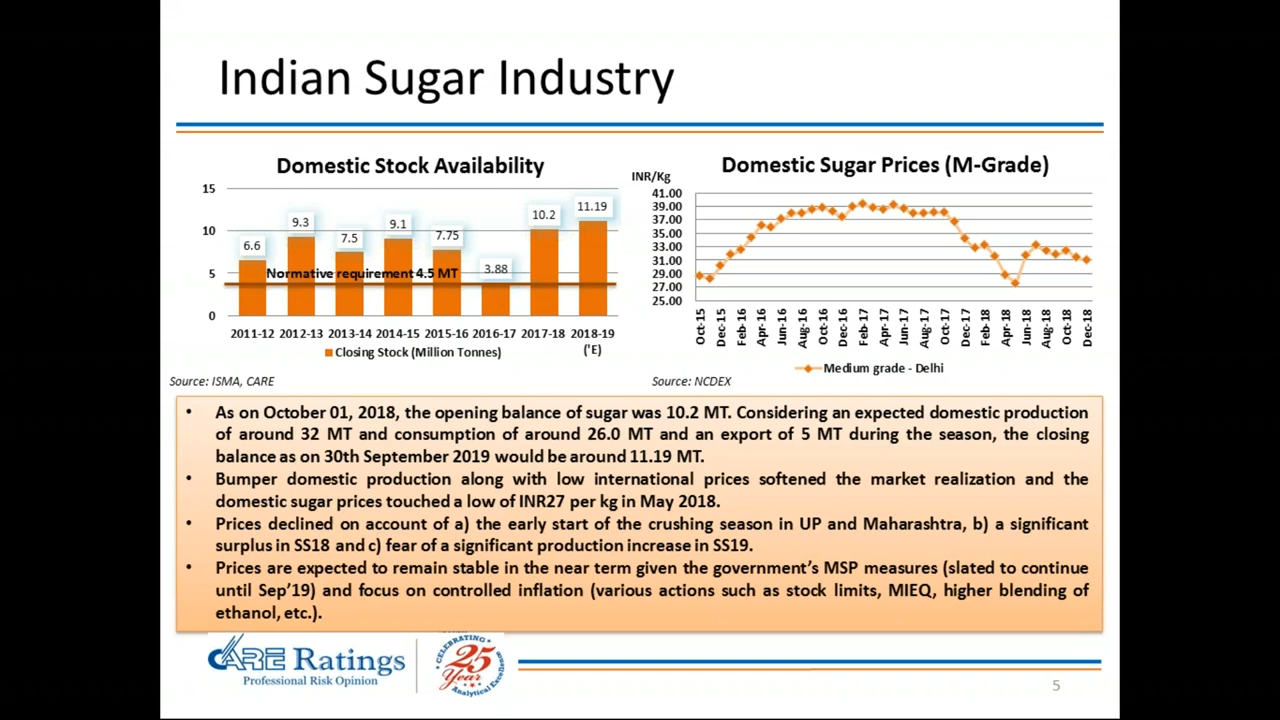 Indian Sugar Industry
Domestic Stock Availability
15
10
5
0
6.6
9.3
7.5
9.1
7.75
3.88
10.2
11.19
Normative requirement 4.5 MT
2011-12 2012-13 2013-14 2014-15 2015-16 2016-17 2017-18 2018-19
('E)
Closing Stock (Million Tonnes)
Source: ISMA, CARE
Domestic Sugar Prices (M-Grade)
INR/Kg
41.00
39.00
37.00
35.00
33.00
31.00
29.00
27.00
25.00
Oct-15
Dec-15
Feb-16
Apr-16
Jun-16
Aug-16
Oct-16
Dec-16
Feb-17
Apr-17
Jun-17
Aug-17
Oct-17
Dec-17
Feb-18
Apr-18
Jun-18
Aug-18
Oct-18
Dec-18
Medium grade - Delhi
Source: NCDEX
• As on October 01, 2018, the opening balance of sugar was 10.2 MT. Considering an expected domestic production
of around 32 MT and consumption of around 26.0 MT and an export of 5 MT during the season, the closing
balance as on 30th September 2019 would be around 11.19 MT.
• Bumper domestic production along with low international prices softened the market realization and the
domestic sugar prices touched a low of INR27 per kg in May 2018.
• Prices declined on account of a) the early start of the crushing season in UP and Maharashtra, b) a significant
surplus in SS18 and c) fear of a significant production increase in SS19.
• Prices are expected to remain stable in the near term given the government's MSP measures (slated to continue
until Sep'19) and focus on controlled inflation (various actions such as stock limits, MIEQ, higher blending of
ethanol, etc.).
CARE Ratings
Professional Risk Opinion
CELEBRATING
25
Year
Analytical Excellence
5